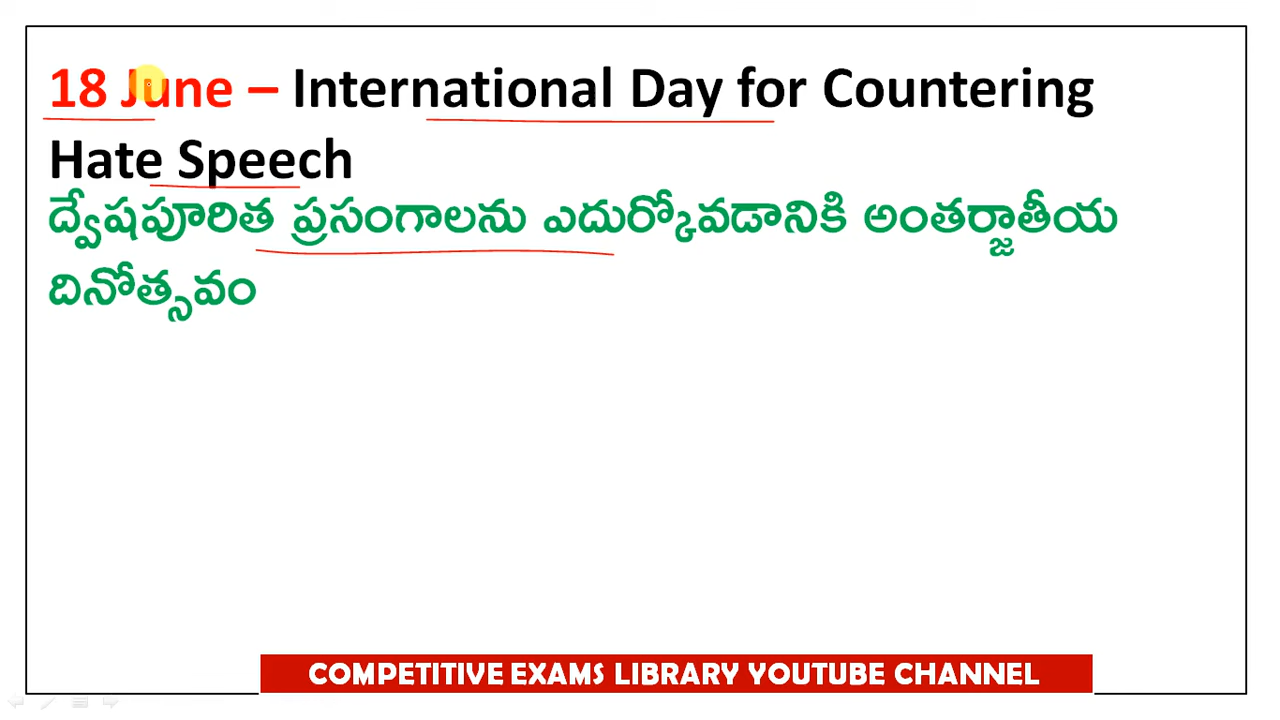 18 June – International Day for Countering
Hate Speech
ద్వేషపూరిత ప్రసంగాలను ఎదుర్కోవడానికి అంతర్జాతీయ
దినోత్సవం
COMPETITIVE EXAMS LIBRARY YOUTUBE CHANNEL